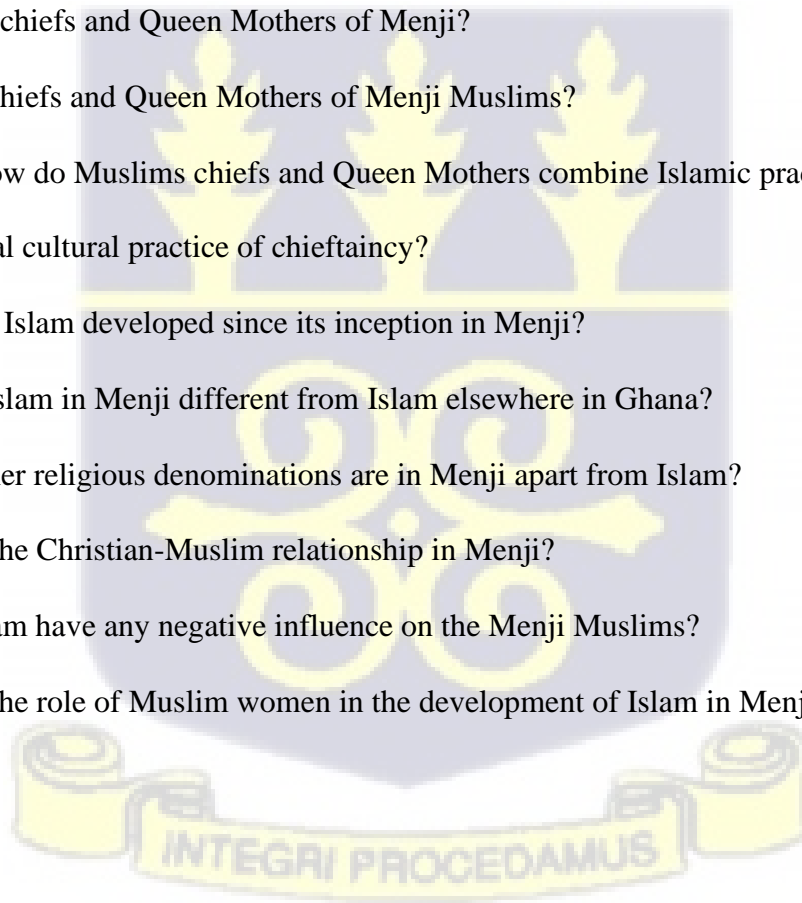 chiefs and Queen Mothers of Menji?
hiefs and Queen Mothers of Menji Muslims?
ow do Muslims chiefs and Queen Mothers combine Islamic prac
al cultural practice of chieftaincy?
Islam developed since its inception in Menji?
slam in Menji different from Islam elsewhere in Ghana?
er religious denominations are in Menji apart from Islam?
he Christian-Muslim relationship in Menji?
am have any negative influence on the Menji Muslims?
he role of Muslim women in the development of Islam in Menj
INTEGRI PROCEDAMUS